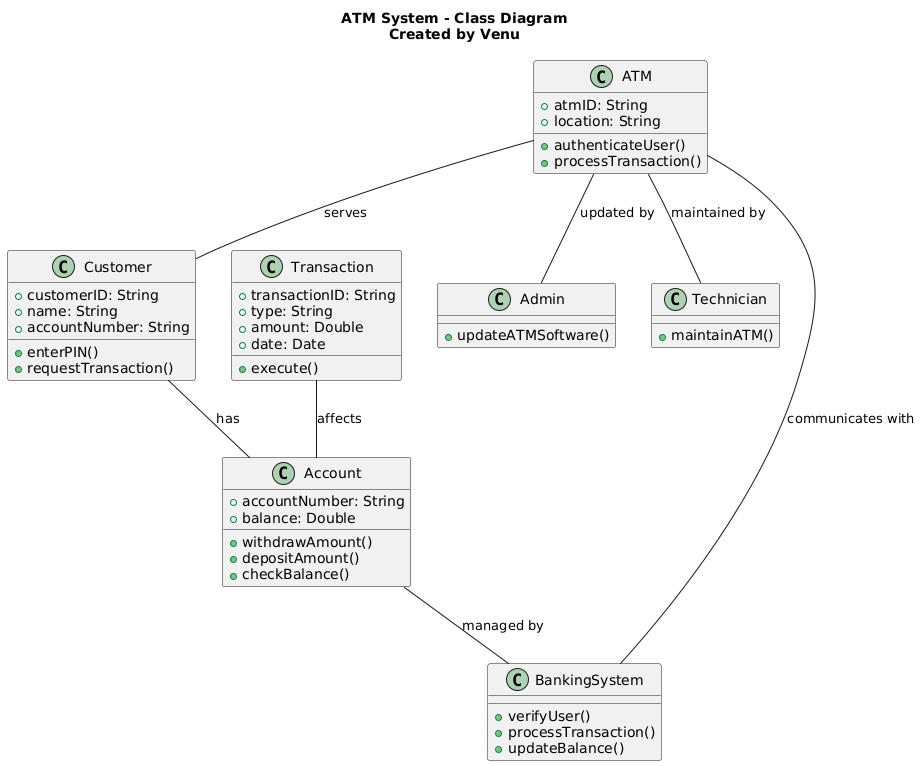 ATM System - Class Diagram
Created by Venu
C ATM
atmID: String
location: String
authenticateUser()
processTransaction()
serves
updated by
maintained by
C Customer
customerID: String
name: String
accountNumber: String
enterPIN()
requestTransaction()
C Transaction
transactionID: String
type: String
amount: Double
date: Date
execute()
C Admin
updateATMSoftware()
C Technician
maintainATM()
has
affects
communicates with
C Account
accountNumber: String
balance: Double
withdrawAmount()
depositAmount()
checkBalance()
managed by
C BankingSystem
verifyUser()
processTransaction()
updateBalance()